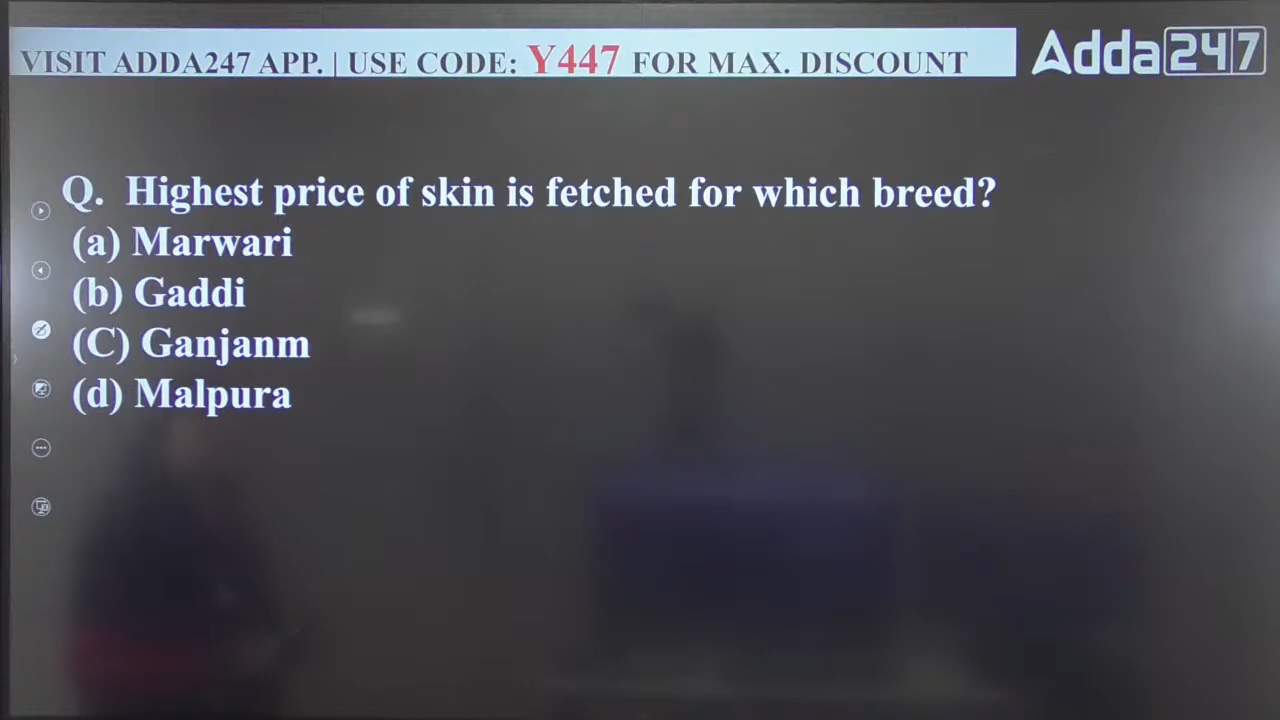 VISIT ADDA247 APP. | USE CODE: Y447 FOR MAX. DISCOUNT
Adda247
Q. Highest price of skin is fetched for which breed?
(a) Marwari
(b) Gaddi
(C) Ganjanm
(d) Malpura